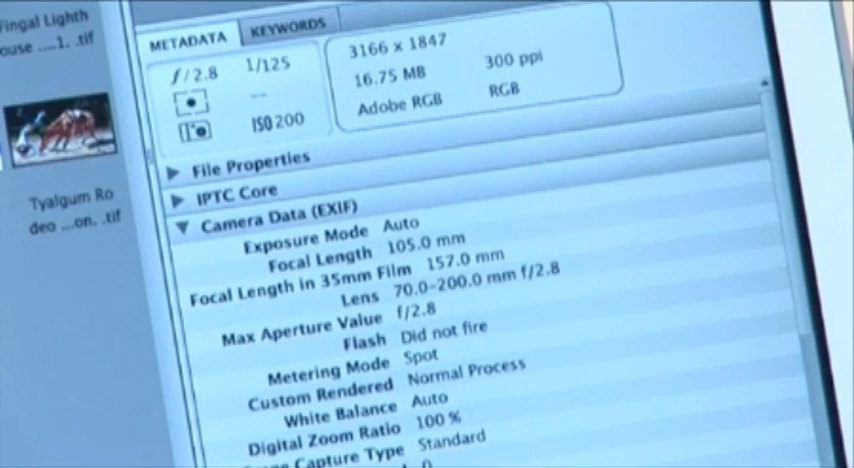 Fingal Lighth
ouse ....1. .tif
Tyalgum Ro
deo ....on. .tif
METADATA KEYWORDS
f/2.8 1/125
--
ISO 200
3166 x 1847
16.75 MB 300 ppi
Adobe RGB RGB
File Properties
IPTC Core
Camera Data (EXIF)
Exposure Mode Auto
Focal Length 105.0 mm
Focal Length in 35mm Film 157.0 mm
Lens 70.0-200.0 mm f/2.8
Max Aperture Value f/2.8
Flash Did not fire
Metering Mode Spot
Custom Rendered Normal Process
White Balance Auto
Digital Zoom Ratio 100 %
Capture Type Standard
0